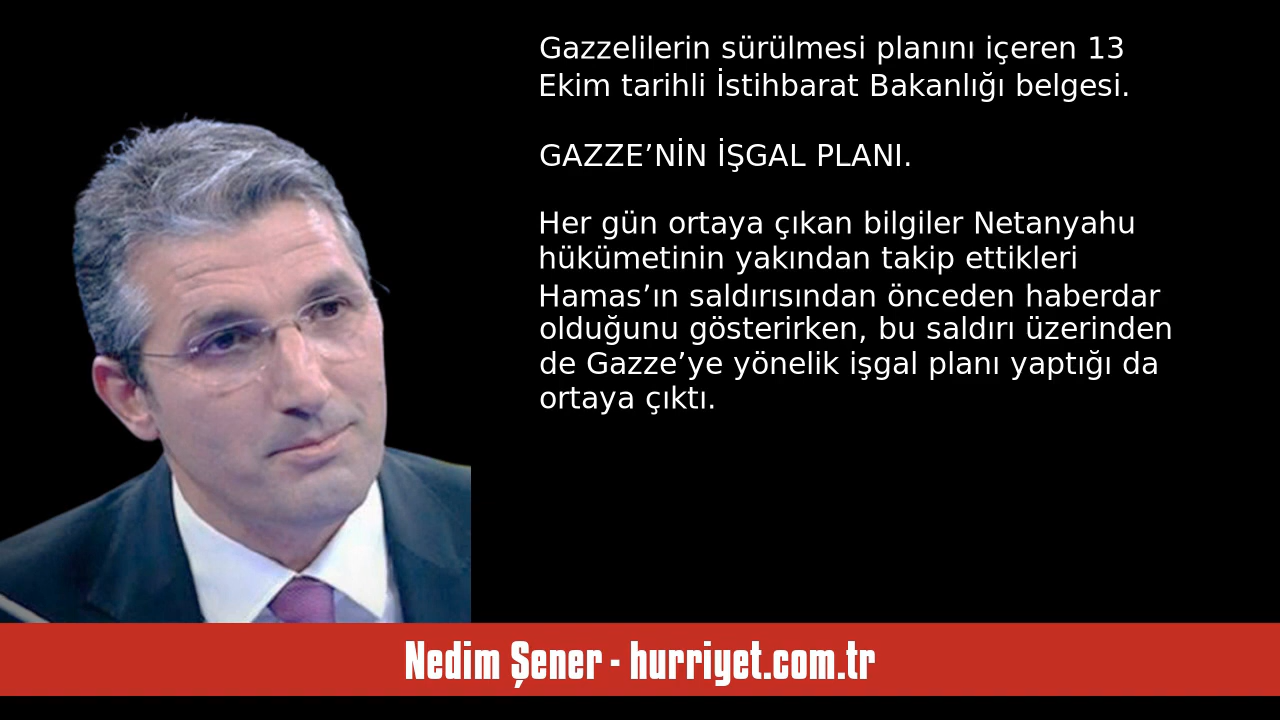 Gazzelilerin sürülmesi planını içeren 13
Ekim tarihli İstihbarat Bakanlığı belgesi.
GAZZE’NİN İŞGAL PLANI.
Her gün ortaya çıkan bilgiler Netanyahu
hükümetinin yakından takip ettikleri
Hamas’ın saldırısından önceden haberdar
olduğunu gösterirken, bu saldırı üzerinden
de Gazze’ye yönelik işgal planı yaptığı da
ortaya çıktı.
Nedim Şener - hurriyet.com.tr